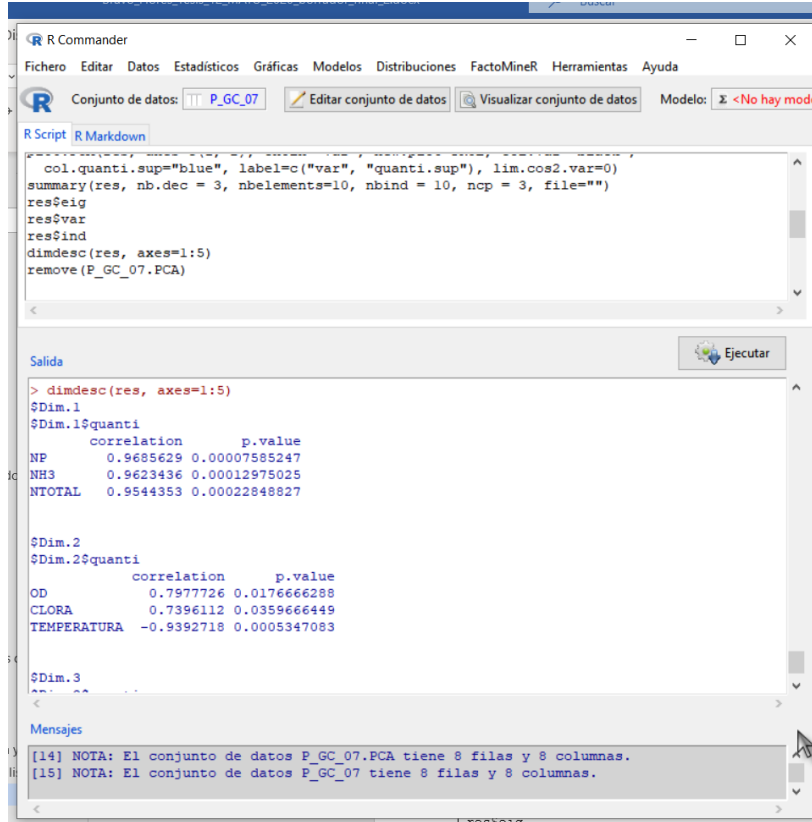 Buscar
R Commander
Fichero Editar Datos Estadísticos Gráficas Modelos Distribuciones FactoMineR Herramientas Ayuda
Conjunto de datos: P_GC_07 Editar conjunto de datos Visualizar conjunto de datos Modelo: Σ <No hay mode
R Script R Markdown
col.quanti.sup="blue", label=c("var", "quanti.sup"), lim.cos2.var=0)
summary(res, nb.dec = 3, nbelements=10, nbind = 10, ncp = 3, file="")
res$eig
res$var
res$ind
dimdesc(res, axes=1:5)
remove(P_GC_07.PCA)
Ejecutar
Salida
> dimdesc(res, axes=1:5)
$Dim.1
$Dim.1$quanti
correlation p.value
NP 0.9685629 0.00007585247
NH3 0.9623436 0.00012975025
NTOTAL 0.9544353 0.00022848827
$Dim.2
$Dim.2$quanti
correlation p.value
OD 0.7977726 0.0176666288
CLORA 0.7396112 0.0359666449
TEMPERATURA -0.9392718 0.0005347083
$Dim.3
Mensajes
[14] NOTA: El conjunto de datos P_GC_07.PCA tiene 8 filas y 8 columnas.
[15] NOTA: El conjunto de datos P_GC_07 tiene 8 filas y 8 columnas.